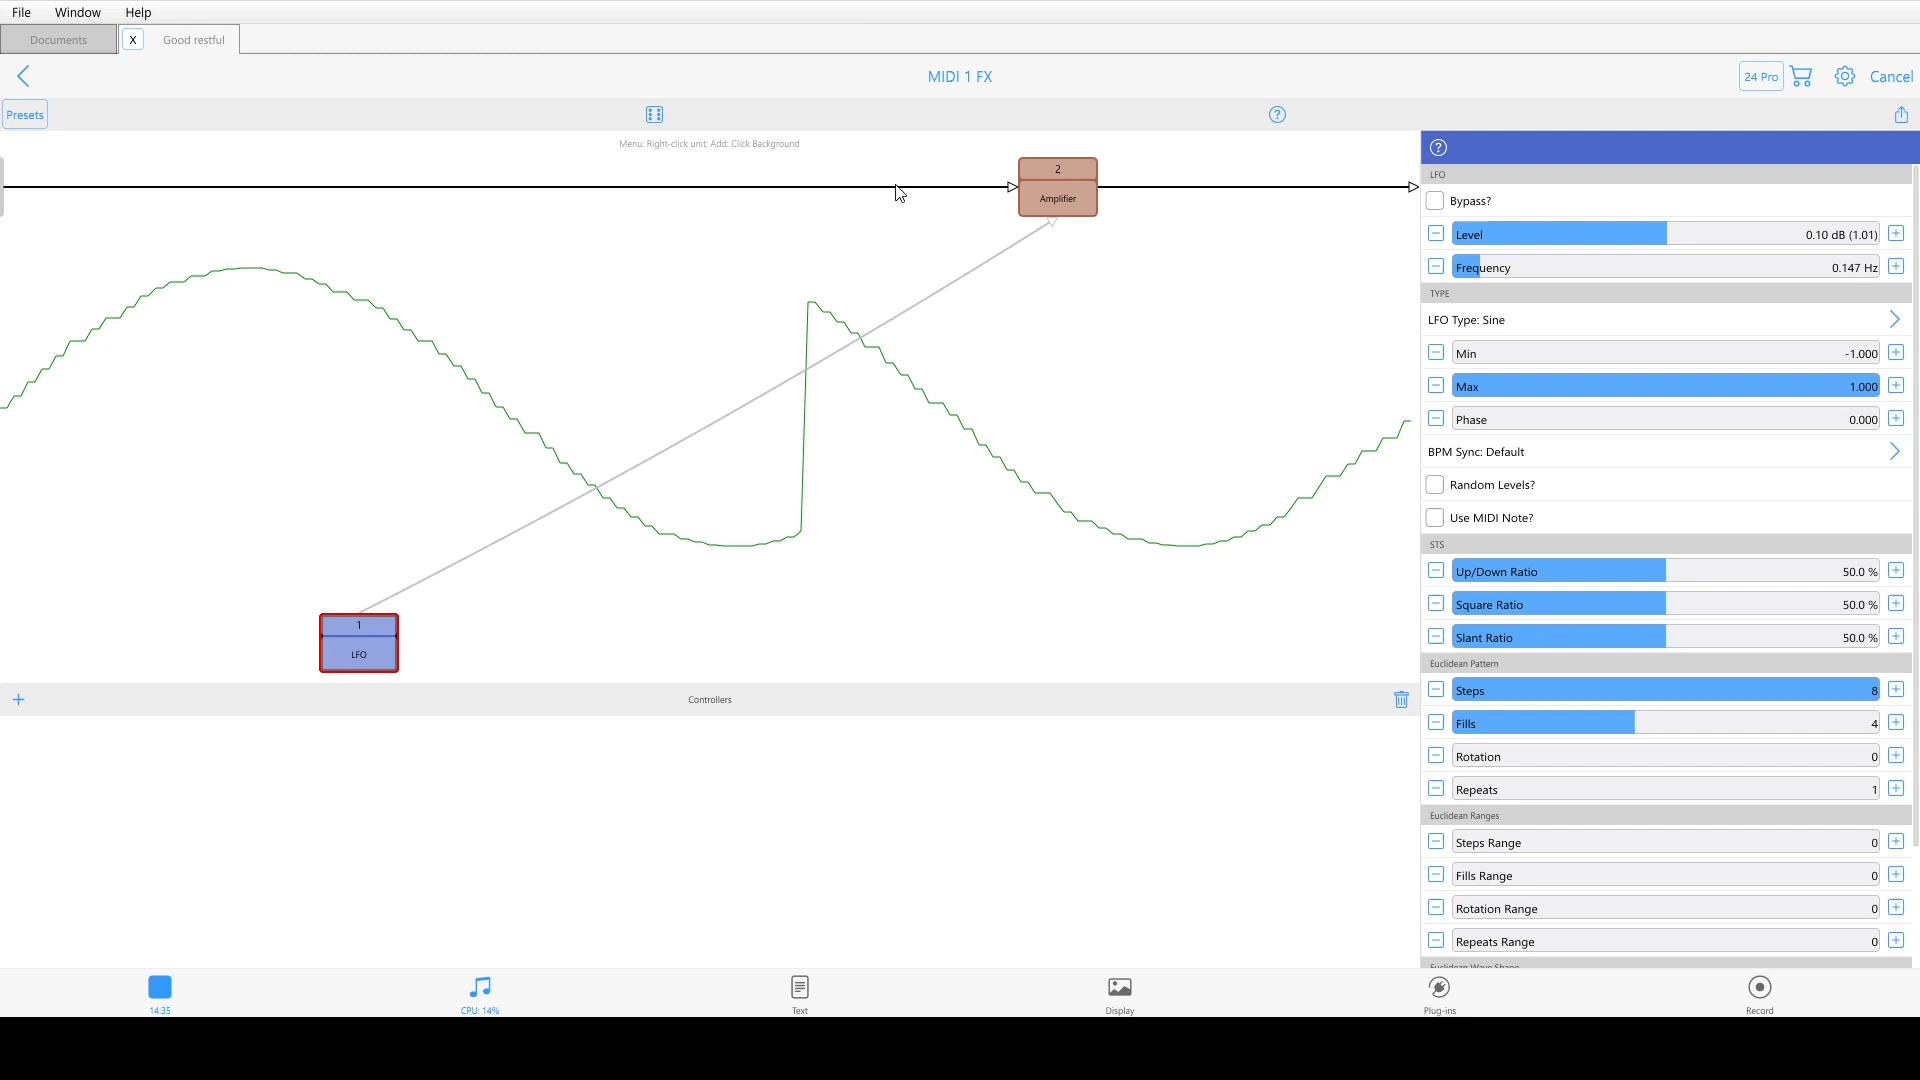 File Window Help
Documents X Good restful
MIDI 1 FX 24 Pro Cancel
Presets
Menu: Right-click unit; Add: Click Background
2
Amplifier
1
LFO
Controllers
LFO
Bypass?
Level 0.10 dB (1.01)
Frequency 0.147 Hz
TYPE
LFO Type: Sine
Min -1.000
Max 1.000
Phase 0.000
BPM Sync: Default
Random Levels?
Use MIDI Note?
STS
Up/Down Ratio 50.0 %
Square Ratio 50.0 %
Slant Ratio 50.0 %
Euclidean Pattern
Steps 8
Fills 4
Rotation 0
Repeats 1
Euclidean Ranges
Steps Range 0
Fills Range 0
Rotation Range 0
Repeats Range 0
Euclidean Wave Shape
14:35 CPU: 14% Text Display Plug-ins Record